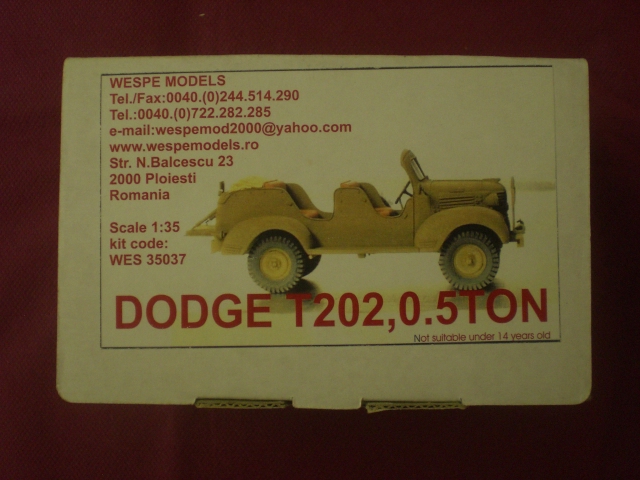 WESPE MODELS
Tel./Fax:0040.(0)244.514.290
Tel.:0040.(0)722.282.285
e-mail:wespemod2000@yahoo.com
www.wespemodels.ro
Str. N.Balcescu 23
2000 Ploiesti
Romania
Scale 1:35
kit code:
WES 35037
DODGE T202,0.5TON
Not suitable under 14 years old